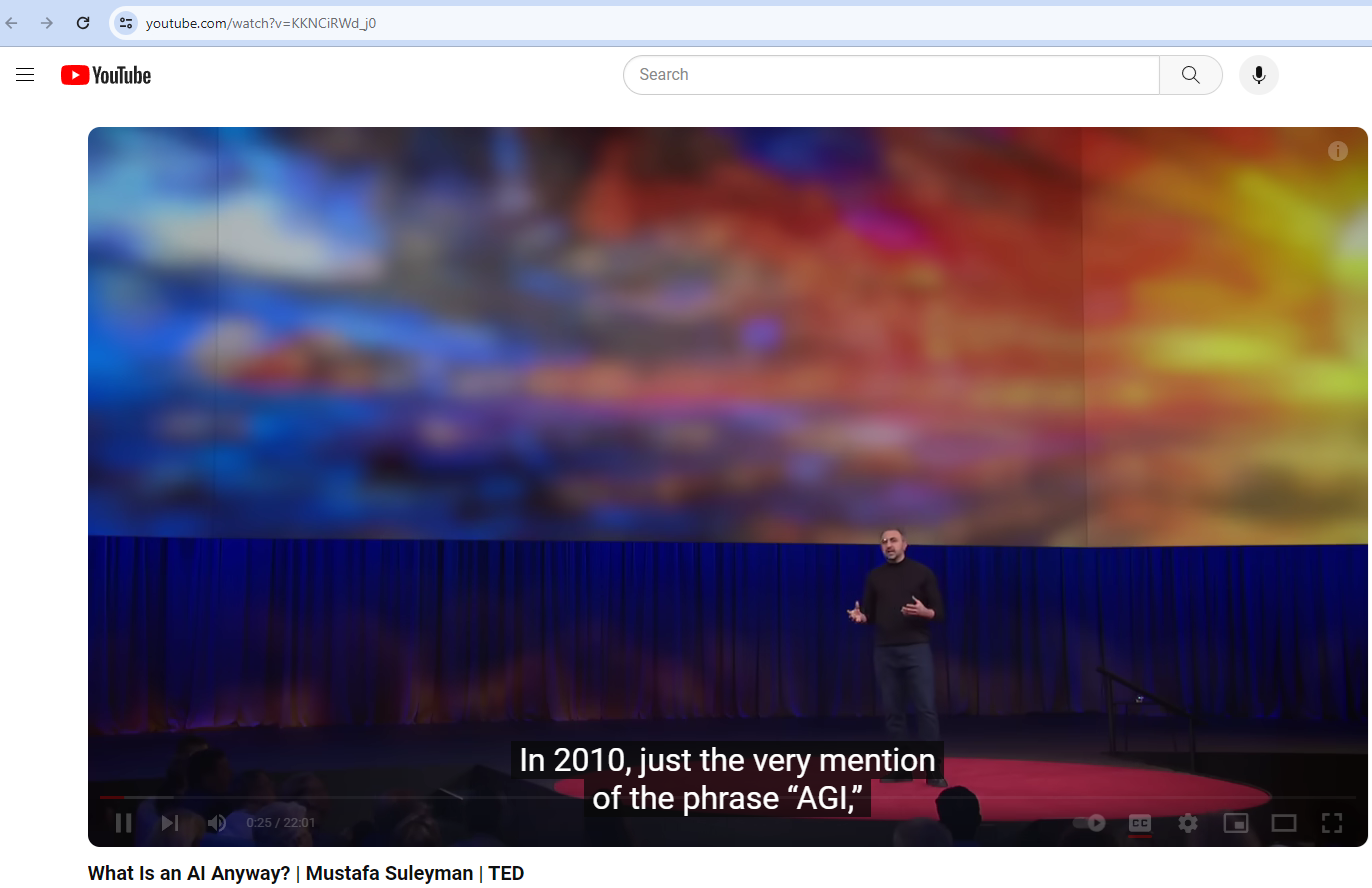 youtube.com/watch?v=KKNCiRWd_j0
YouTube
Search
In 2010, just the very mention
of the phrase “AGI,”
0:25 / 22:01
CC
What Is an AI Anyway? | Mustafa Suleyman | TED